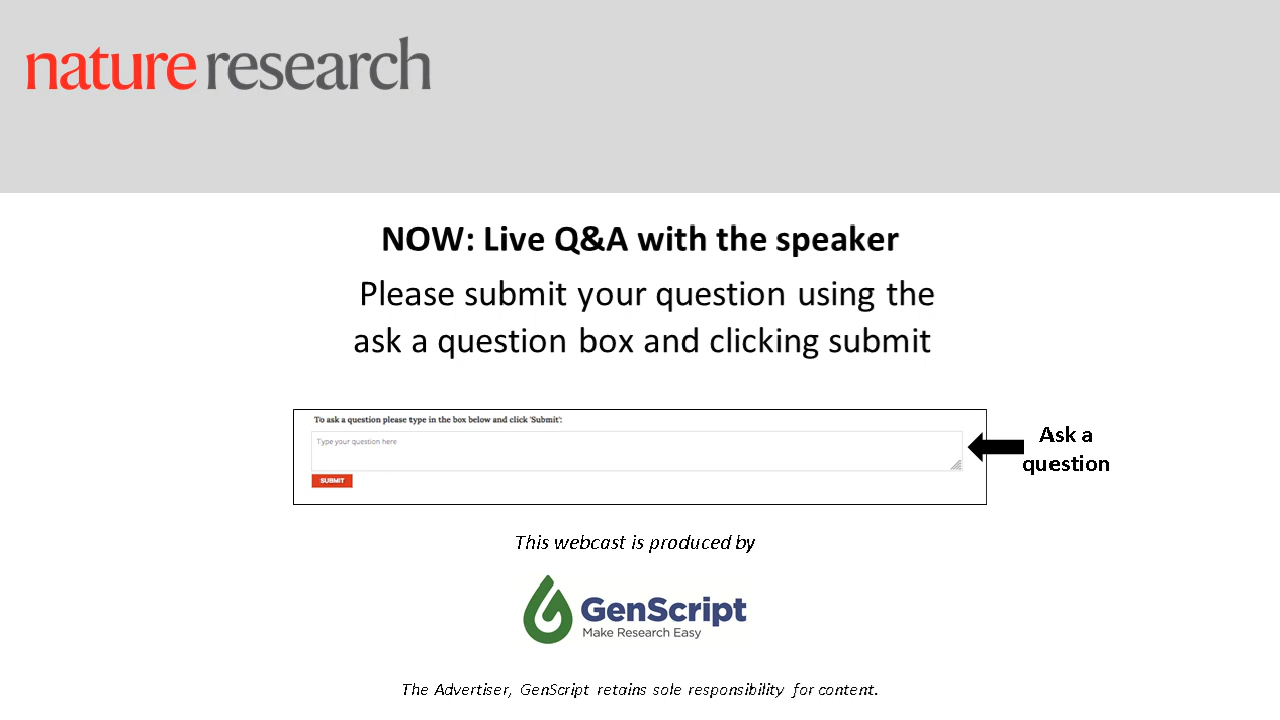 nature research
NOW: Live Q&A with the speaker
Please submit your question using the
ask a question box and clicking submit
To ask a question please type in the box below and click 'Submit':
Type your question here
SUBMIT
Ask a
question
This webcast is produced by
GenScript
Make Research Easy
The Advertiser, GenScript retains sole responsibility for content.